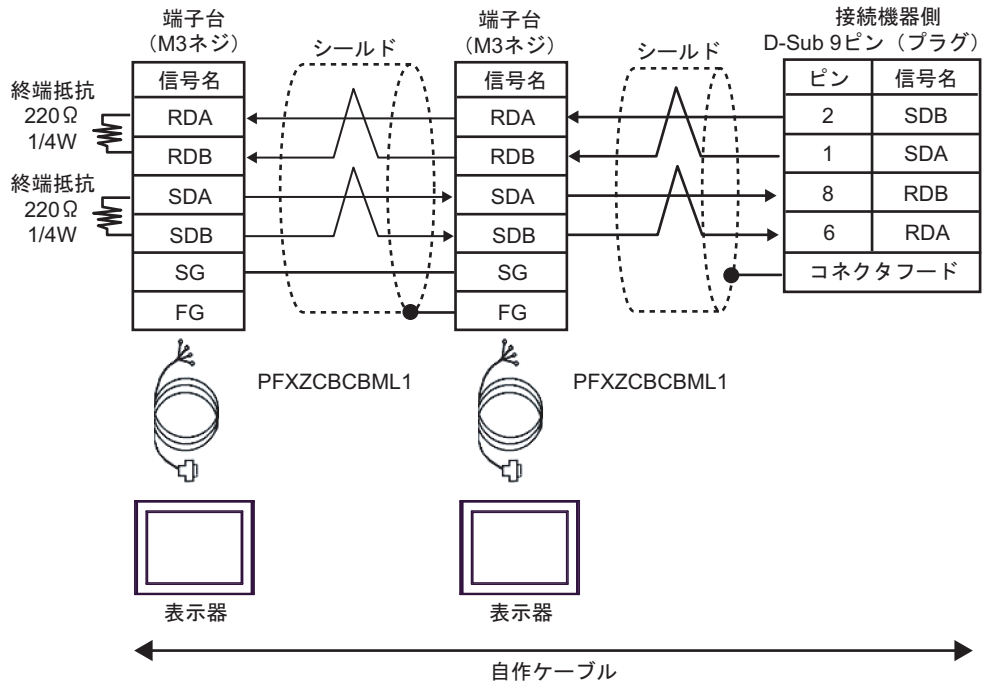 端子台
(M3ネジ)
信号名
RDA
RDB
SDA
SDB
SG
FG
終端抵抗
220Ω
1/4W
終端抵抗
220Ω
1/4W
シールド
端子台
(M3ネジ)
信号名
RDA
RDB
SDA
SDB
SG
FG
シールド
接続機器側
D-Sub 9ピン(プラグ)
ピン 信号名
2 SDB
1 SDA
8 RDB
6 RDA
コネクタフード
PFXZCBCBML1
PFXZCBCBML1
表示器
表示器
自作ケーブル